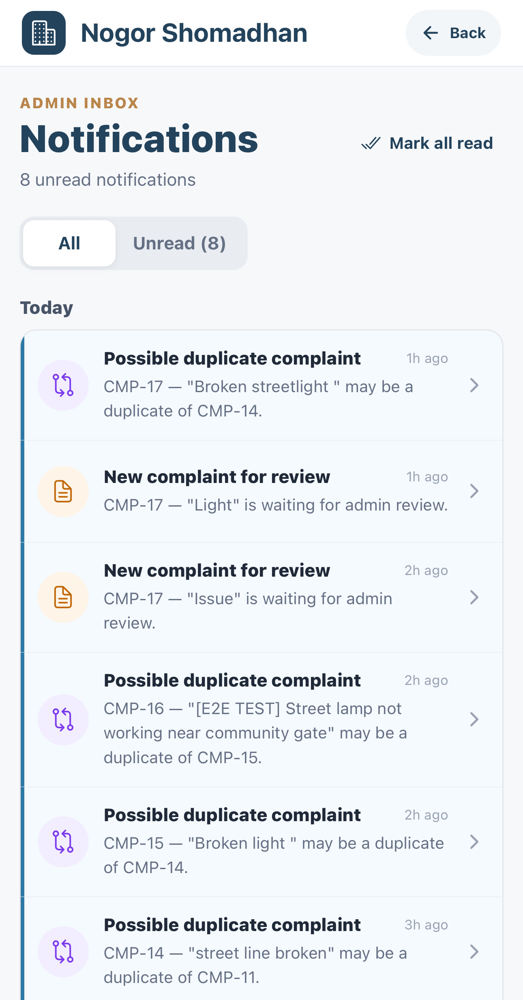 Nogor Shomadhan
Back
ADMIN INBOX
Notifications
Mark all read
8 unread notifications
All
Unread (8)
Today
Possible duplicate complaint
1h ago
CMP-17 — "Broken streetlight " may be a
duplicate of CMP-14.
New complaint for review
1h ago
CMP-17 — "Light" is waiting for admin review.
New complaint for review
2h ago
CMP-17 — "Issue" is waiting for admin
review.
Possible duplicate complaint
2h ago
CMP-16 — "[E2E TEST] Street lamp not
working near community gate" may be a
duplicate of CMP-15.
Possible duplicate complaint
2h ago
CMP-15 — "Broken light " may be a duplicate
of CMP-14.
Possible duplicate complaint
3h ago
CMP-14 — "street line broken" may be a
duplicate of CMP-11.